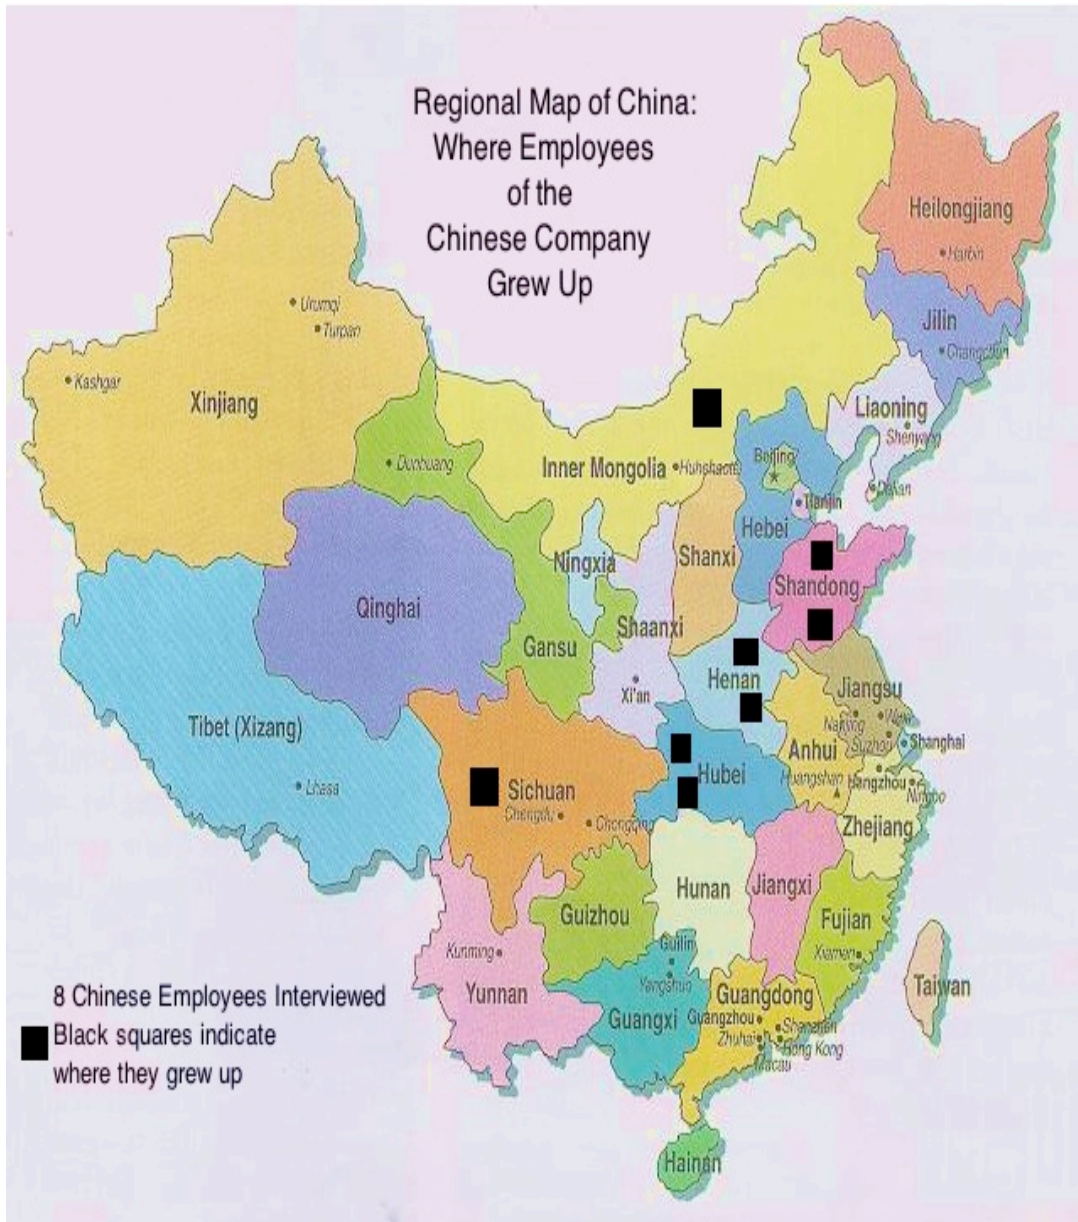 Regional Map of China:
Where Employees
of the
Chinese Company
Grew Up
Heilongjiang
Harbin
Jilin
Changchun
Urumqi
Turpan
Kashgar
Xinjiang
Liaoning
Shenyang
Dunhuang
Inner Mongolia
Huhehaote
Beijing
Dalian
Tianjin
Hebei
Shanxi
Ningxia
Shandong
Qinghai
Gansu
Shaanxi
Xi'an
Henan
Jiangsu
Nanjing
Wuxi
Suzhou
Shanghai
Tibet (Xizang)
Lhasa
Anhui
Huangshan
Hangzhou
Ningbo
Hubei
Sichuan
Chengdu
Chongqing
Zhejiang
Hunan
Jiangxi
Guizhou
Fujian
Xiamen
Kunming
Guilin
Yangshuo
Yunnan
Guangxi
Guangdong
Guangzhou
Shenzhen
Zhuhai
Hong Kong
Macau
Taiwan
Hainan
8 Chinese Employees Interviewed
Black squares indicate
where they grew up